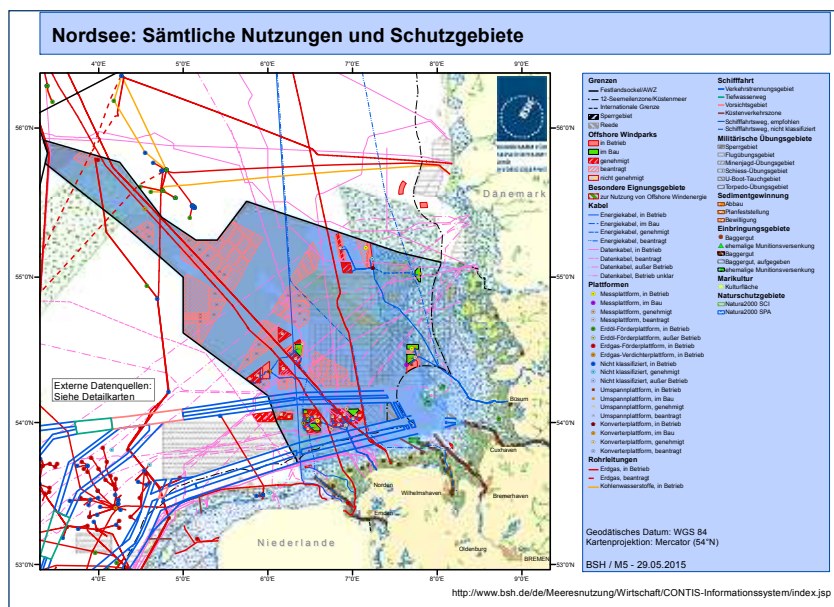 Nordsee: Sämtliche Nutzungen und Schutzgebiete
4°0'E
5°0'E
6°0'E
7°0'E
8°0'E
9°0'E
56°0'N
56°0'N
55°0'N
55°0'N
54°0'N
54°0'N
53°0'N
53°0'N
Dänemark
Externe Datenquellen:
Siehe Detailkarten
Büsum
Cuxhaven
Norden
Wilhelmshaven
Bremerhaven
Emden
Niederlande
Oldenburg
BREMEN
Grenzen
Festlandsockel/AWZ
12-Seemeilenzone/Küstenmeer
Internationale Grenze
Sperrgebiet
Reede
Offshore Windparks
in Betrieb
im Bau
genehmigt
beantragt
nicht genehmigt
Besondere Eignungsgebiete
zur Nutzung von Offshore Windenergie
Kabel
Energiekabel, in Betrieb
Energiekabel, im Bau
Energiekabel, genehmigt
Energiekabel, beantragt
Datenkabel, in Betrieb
Datenkabel, beantragt
Datenkabel, außer Betrieb
Datenkabel, Betrieb unklar
Plattformen
Messplattform, in Betrieb
Messplattform, im Bau
Messplattform, genehmigt
Messplattform, beantragt
Erdöl-Förderplattform, in Betrieb
Erdöl-Förderplattform, außer Betrieb
Erdgas-Förderplattform, in Betrieb
Erdgas-Verdichterplattform, in Betrieb
Nicht klassifiziert, in Betrieb
Nicht klassifiziert, genehmigt
Nicht klassifiziert, außer Betrieb
Umspannplattform, in Betrieb
Umspannplattform, im Bau
Umspannplattform, genehmigt
Umspannplattform, beantragt
Konverterplattform, in Betrieb
Konverterplattform, im Bau
Konverterplattform, genehmigt
Konverterplattform, beantragt
Rohrleitungen
Erdgas, in Betrieb
Erdgas, beantragt
Kohlenwasserstoffe, in Betrieb
Schifffahrt
Verkehrstrennungsgebiet
Tiefwasserweg
Vorsichtsgebiet
Küstenverkehrszone
Schifffahrtsweg, empfohlen
Schifffahrtsweg, nicht klassifiziert
Militärische Übungsgebiete
Sperrgebiet
Flugübungsgebiet
Minenjagd-Übungsgebiet
Schiess-Übungsgebiet
U-Boot-Tauchgebiet
Torpedo-Übungsgebiet
Sedimentgewinnung
Abbau
Planfeststellung
Bewilligung
Einbringungsgebiete
Baggergut
ehemalige Munitionsversenkung
Baggergut
Baggergut, aufgegeben
ehemalige Munitionsversenkung
Marikultur
Kulturfläche
Naturschutzgebiete
Natura2000 SCI
Natura2000 SPA
Geodätisches Datum: WGS 84
Kartenprojektion: Mercator (54°N)
BSH / M5 - 29.05.2015
http://www.bsh.de/de/Meeresnutzung/Wirtschaft/CONTIS-Informationssystem/index.jsp